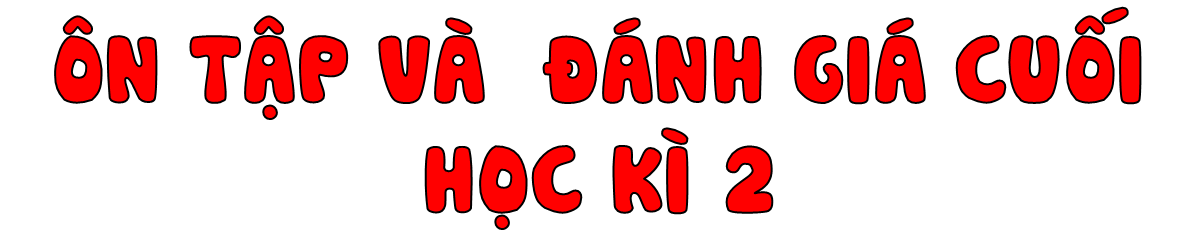 ÔN TẬP VÀ ĐÁNH GIÁ CUỐI
HỌC KÌ 2